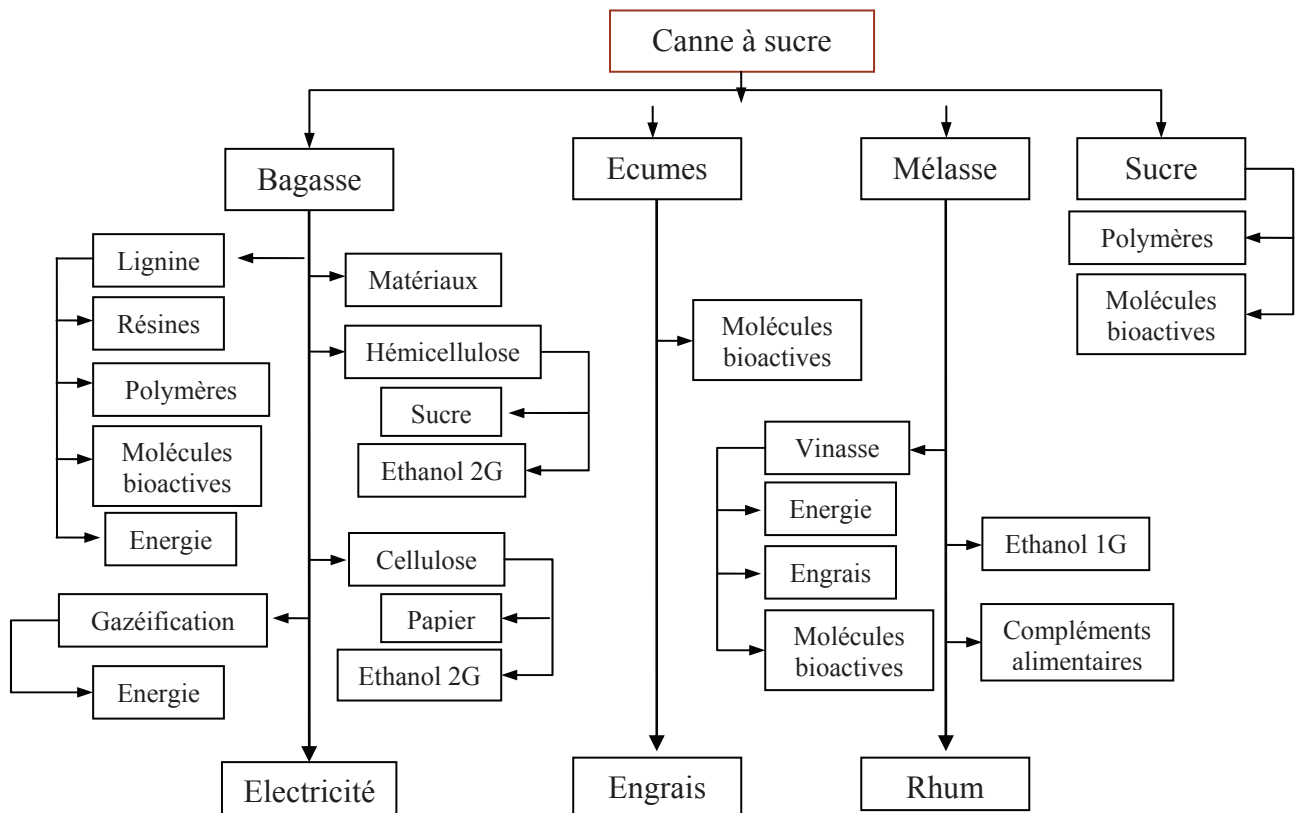 Canne à sucre
Bagasse
Ecumes
Mélasse
Sucre
Lignine
Résines
Polymères
Molécules
bioactives
Energie
Gazéification
Energie
Matériaux
Hémicellulose
Sucre
Ethanol 2G
Cellulose
Papier
Ethanol 2G
Electricité
Molécules
bioactives
Engrais
Vinasse
Energie
Engrais
Molécules
bioactives
Ethanol 1G
Compléments
alimentaires
Rhum
Polymères
Molécules
bioactives